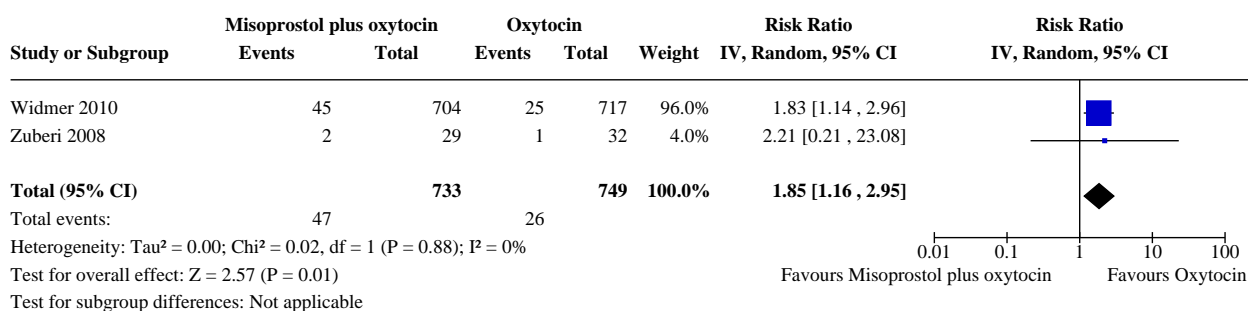 Misoprostol plus oxytocin Oxytocin Risk Ratio Risk Ratio
Study or Subgroup Events Total Events Total Weight IV, Random, 95% CI IV, Random, 95% CI
Widmer 2010 45 704 25 717 96.0% 1.83 [1.14 , 2.96]
Zuberi 2008 2 29 1 32 4.0% 2.21 [0.21 , 23.08]
Total (95% CI) 733 749 100.0% 1.85 [1.16 , 2.95]
Total events: 47 26
Heterogeneity: Tau² = 0.00; Chi² = 0.02, df = 1 (P = 0.88); I² = 0%
0.01 0.1 1 10 100
Test for overall effect: Z = 2.57 (P = 0.01) Favours Misoprostol plus oxytocin Favours Oxytocin
Test for subgroup differences: Not applicable